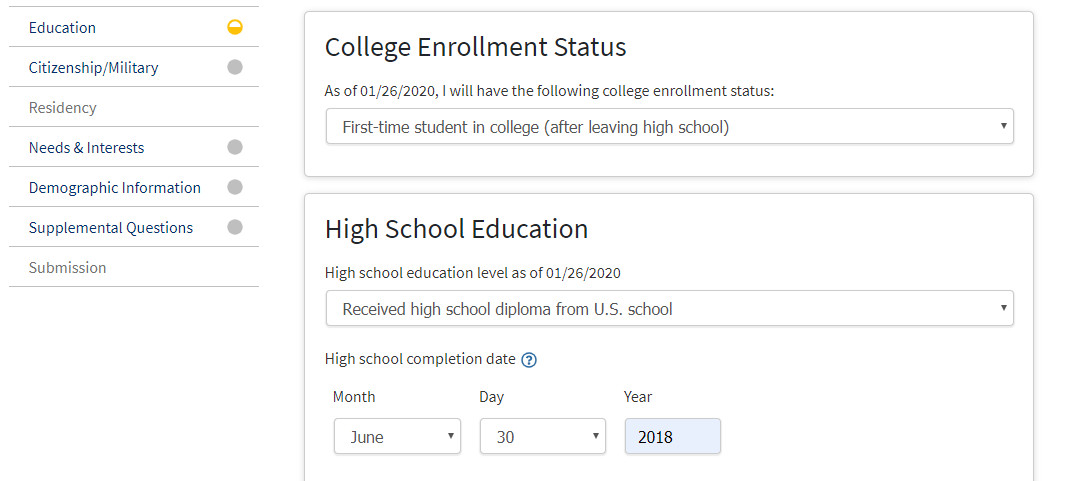 Education
Citizenship/Military
Residency
Needs & Interests
Demographic Information
Supplemental Questions
Submission
College Enrollment Status
As of 01/26/2020, I will have the following college enrollment status:
First-time student in college (after leaving high school)
High School Education
High school education level as of 01/26/2020
Received high school diploma from U.S. school
High school completion date ?
Month Day Year
June 30 2018